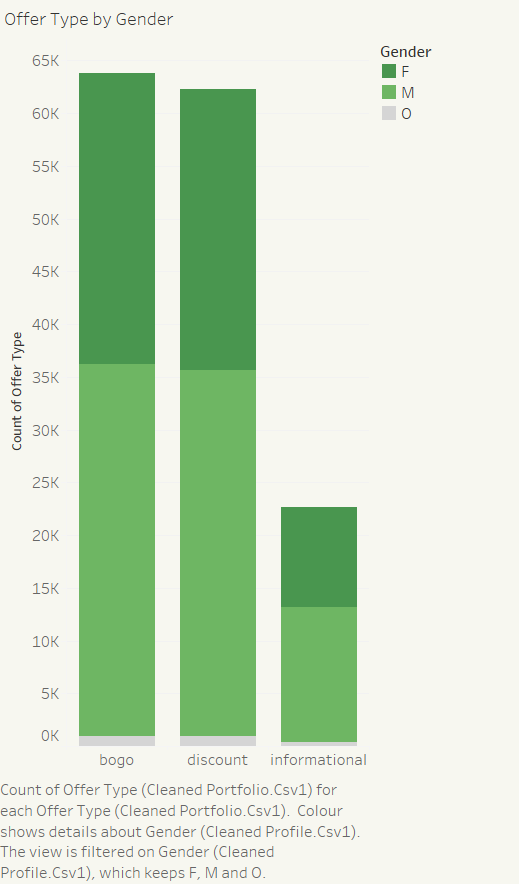 Offer Type by Gender
Gender
F
M
O
65K
60K
55K
50K
45K
40K
35K
30K
25K
20K
15K
10K
5K
0K
Count of Offer Type
bogo discount informational
Count of Offer Type (Cleaned Portfolio.Csv1) for
each Offer Type (Cleaned Portfolio.Csv1). Colour
shows details about Gender (Cleaned Profile.Csv1).
The view is filtered on Gender (Cleaned
Profile.Csv1), which keeps F, M and O.